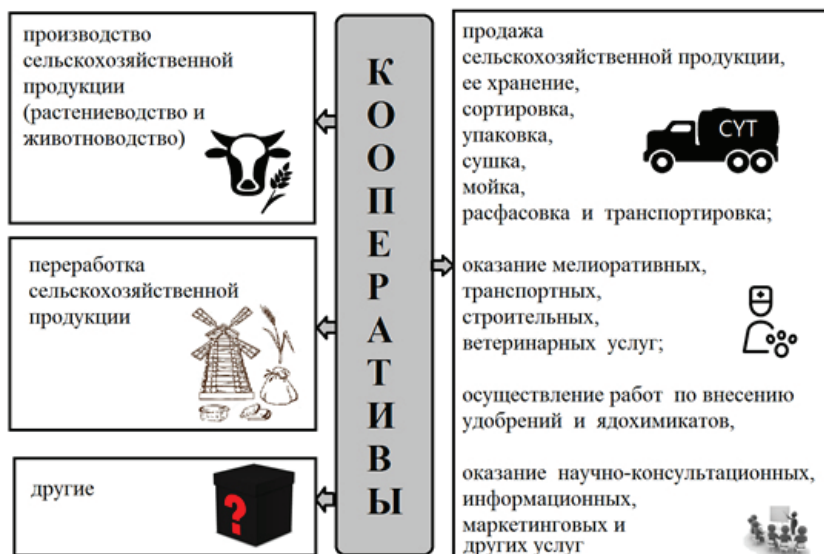 производство
сельскохозяйственной
продукции
(растениеводство и
животноводство)
переработка
сельскохозяйственной
продукции
другие
?
К
О
О
П
Е
Р
А
Т
И
В
Ы
продажа
сельскохозяйственной продукции,
ее хранение,
сортировка,
упаковка,
сушка,
мойка,
расфасовка и транспортировка;
СҮТ
оказание мелиоративных,
транспортных,
строительных,
ветеринарных услуг;
осуществление работ по внесению
удобрений и ядохимикатов,
оказание научно-консультационных,
информационных,
маркетинговых и
других услуг